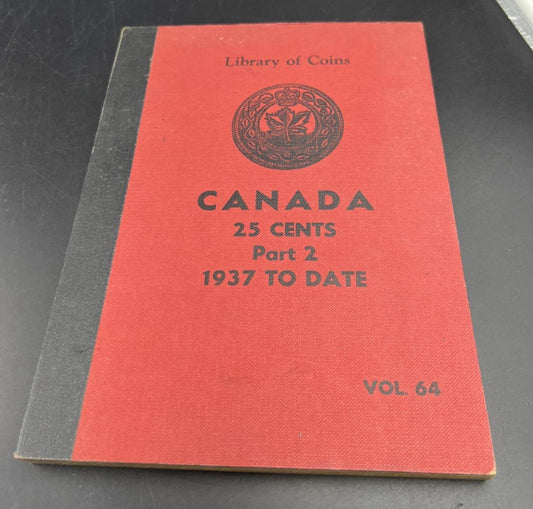 Library of Coins
CANADA
25 CENTS
Part 2
1937 TO DATE
VOL. 64